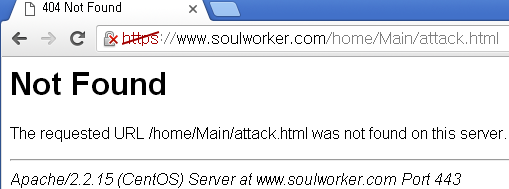 404 Not Found
https://www.soulworker.com/home/Main/attack.html
Not Found
The requested URL /home/Main/attack.html was not found on this server.
Apache/2.2.15 (CentOS) Server at www.soulworker.com Port 443